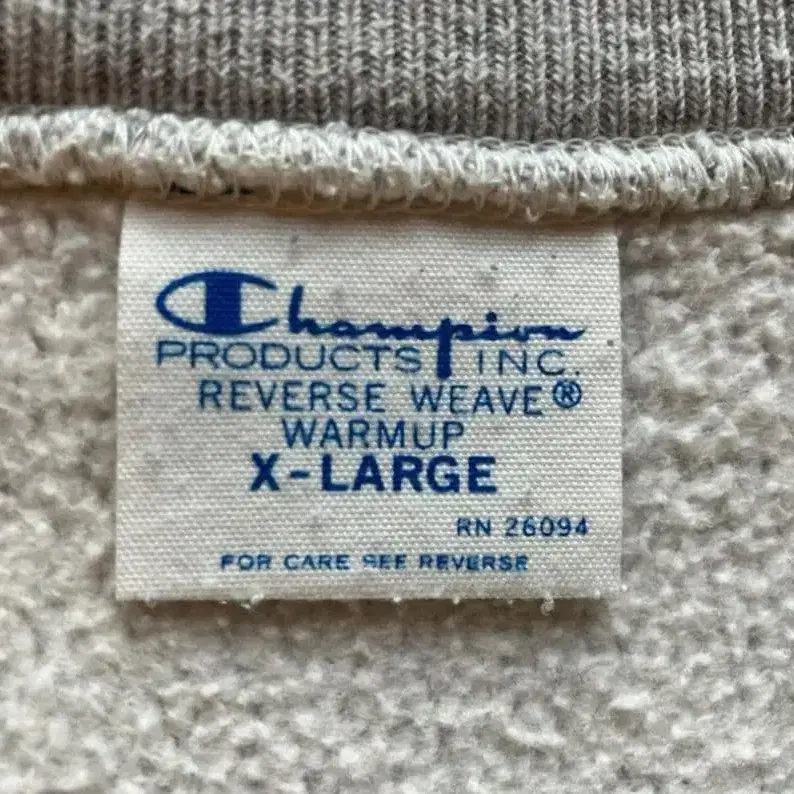 Champion
PRODUCTS INC.
REVERSE WEAVE®
WARMUP
X-LARGE
RN 26094
FOR CARE SEE REVERSE